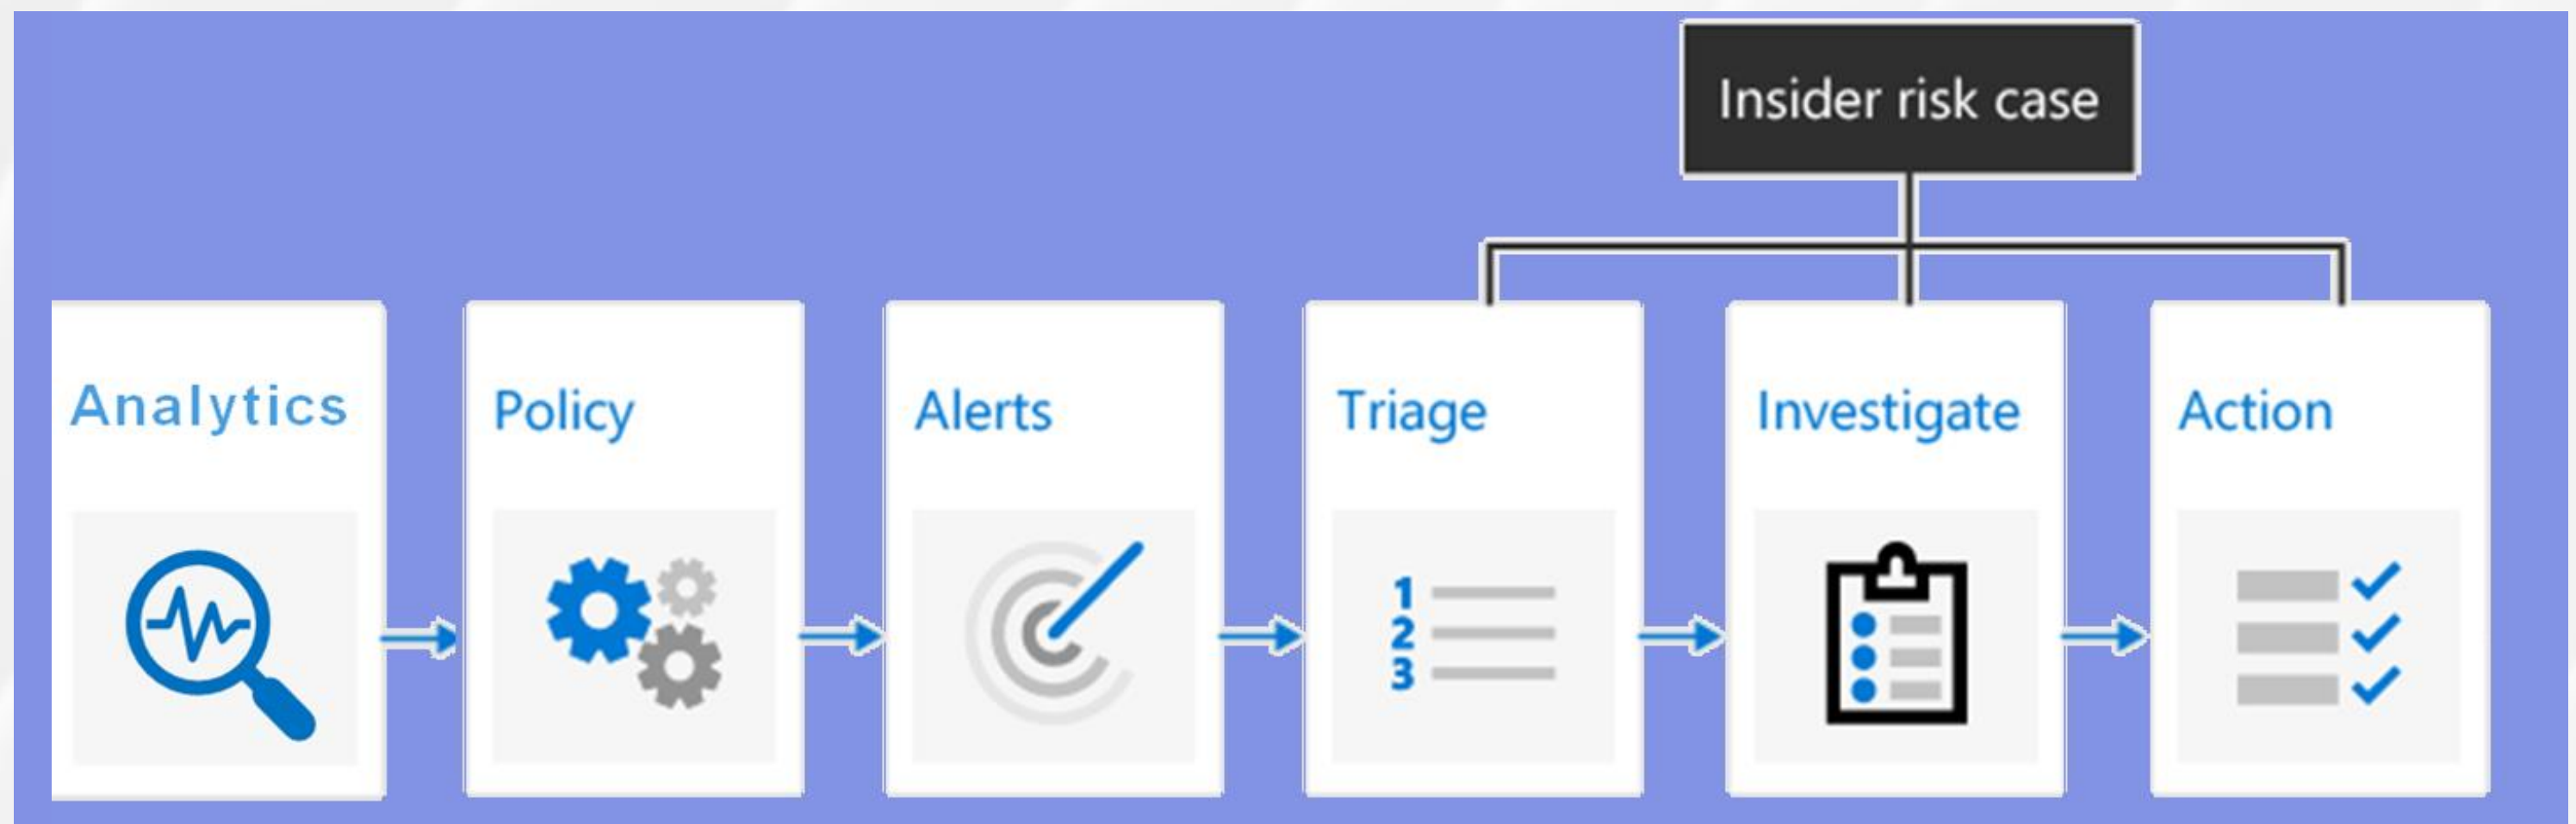 Insider risk case
Analytics
Policy
Alerts
Triage
Investigate
Action
1
2
3